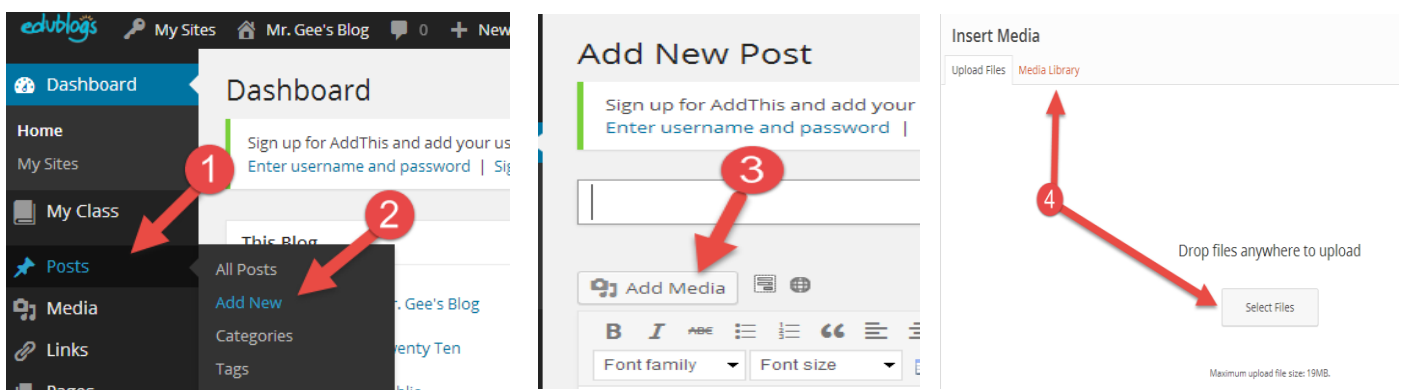 edublogs My Sites Mr. Gee's Blog 0 + New
Dashboard
Home
My Sites
My Class
Posts
Media
Links
Pages
Dashboard
Sign up for AddThis and add your us
Enter username and password |
1
2
This Blog
All Posts
Add New
Categories
Tags
r. Gee's Blog
enty Ten
Add New Post
Sign up for AddThis and add your
Enter username and password |
3
Add Media
B I ABC
Font family Font size
Insert Media
Upload Files Media Library
4
Drop files anywhere to upload
Select Files
Maximum upload file size: 19MB.